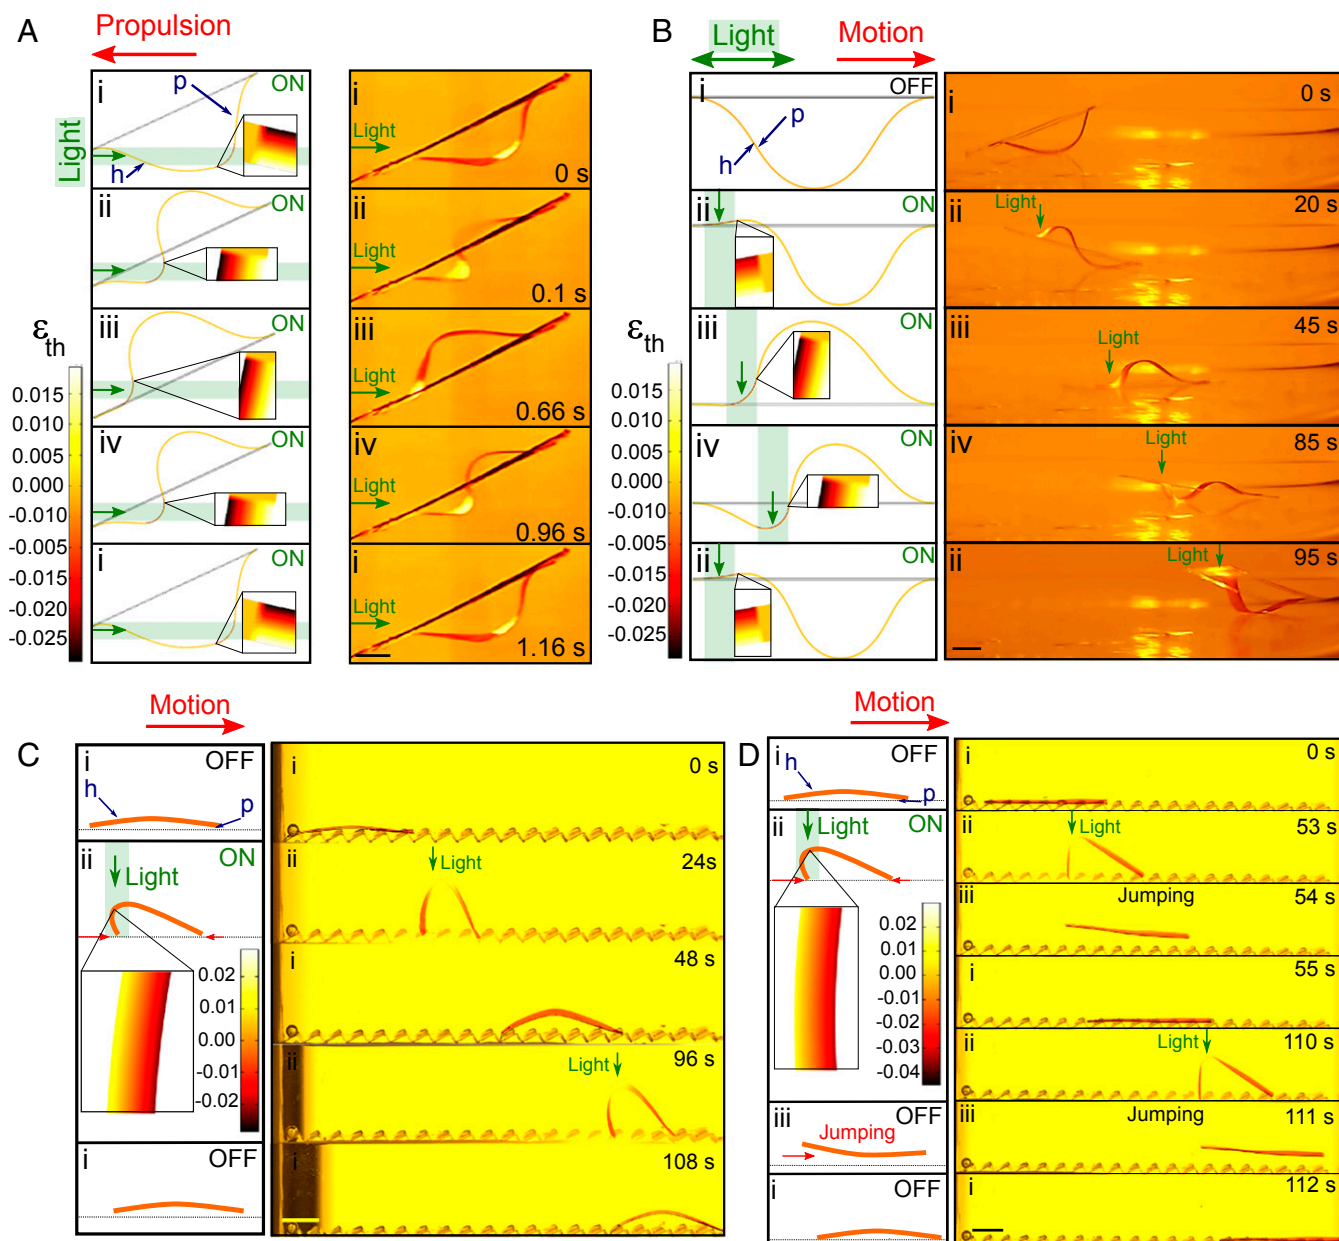 A
Propulsion
Light
i
ON
p
h
ii
ON
iii
ON
iv
ON
i
ON
ε
th
0.015
0.010
0.005
0.000
-0.010
-0.005
-0.015
-0.020
-0.025
i
Light
0 s
ii
Light
0.1 s
iii
Light
0.66 s
iv
Light
0.96 s
i
Light
1.16 s
B
Light
Motion
i
OFF
p
h
ii
ON
iii
ON
iv
ON
ii
ON
ε
th
0.015
0.010
0.005
0.000
-0.010
-0.005
-0.015
-0.020
-0.025
i
0 s
ii
20 s
Light
iii
45 s
Light
iv
85 s
Light
ii
95 s
Light
C
Motion
i
OFF
h
p
ii
ON
Light
0.02
0.01
0.00
-0.01
-0.02
i
OFF
i
0 s
ii
24s
Light
i
48 s
ii
96 s
Light
i
108 s
D
Motion
i
OFF
h
p
ii
Light
ON
0.02
0.01
0.00
-0.01
-0.02
-0.03
-0.04
iii
OFF
Jumping
i
OFF
i
0 s
ii
Light
53 s
iii
Jumping
54 s
i
55 s
ii
Light
110 s
iii
Jumping
111 s
i
112 s